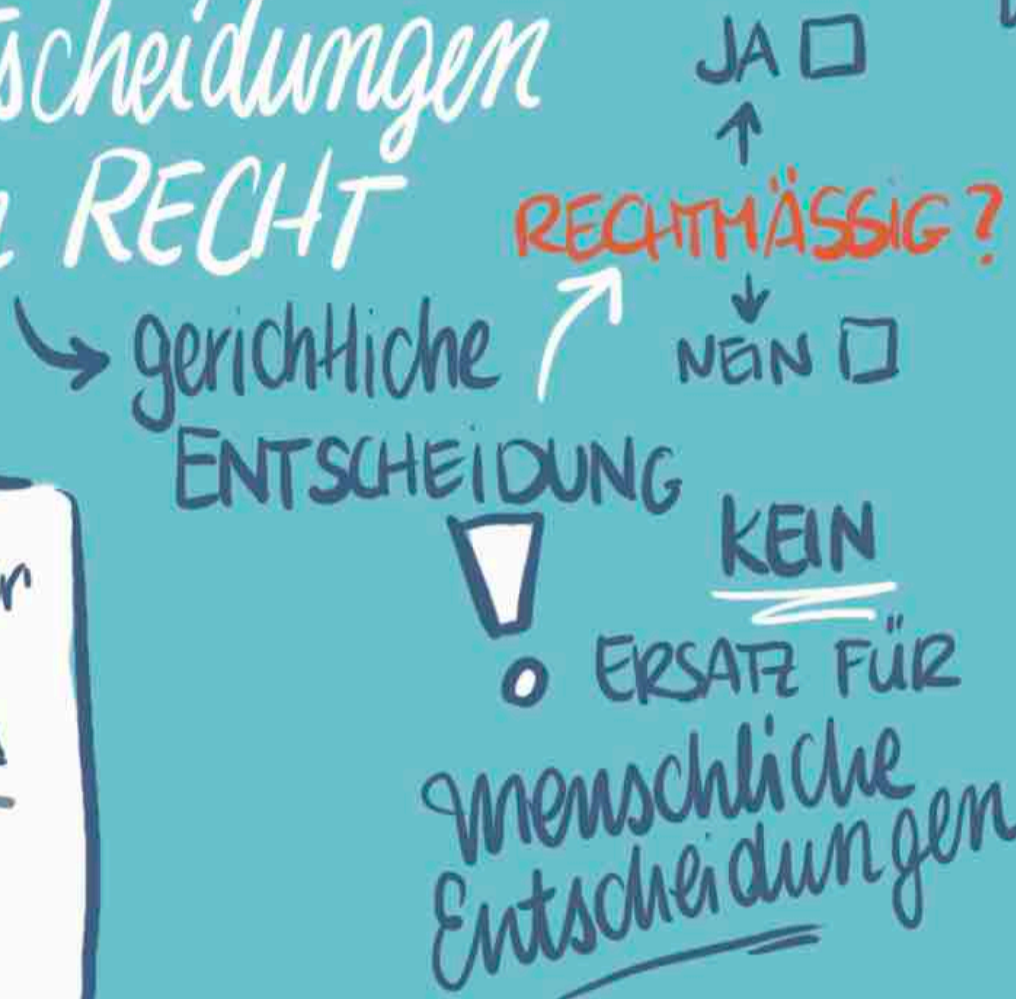 scheidungen
RECHT
gerichtliche
ENTSCHEIDUNG
JA
RECHTMÄSSIG?
NEIN
!
KEIN
ERSATZ FÜR
menschliche
Entscheidungen